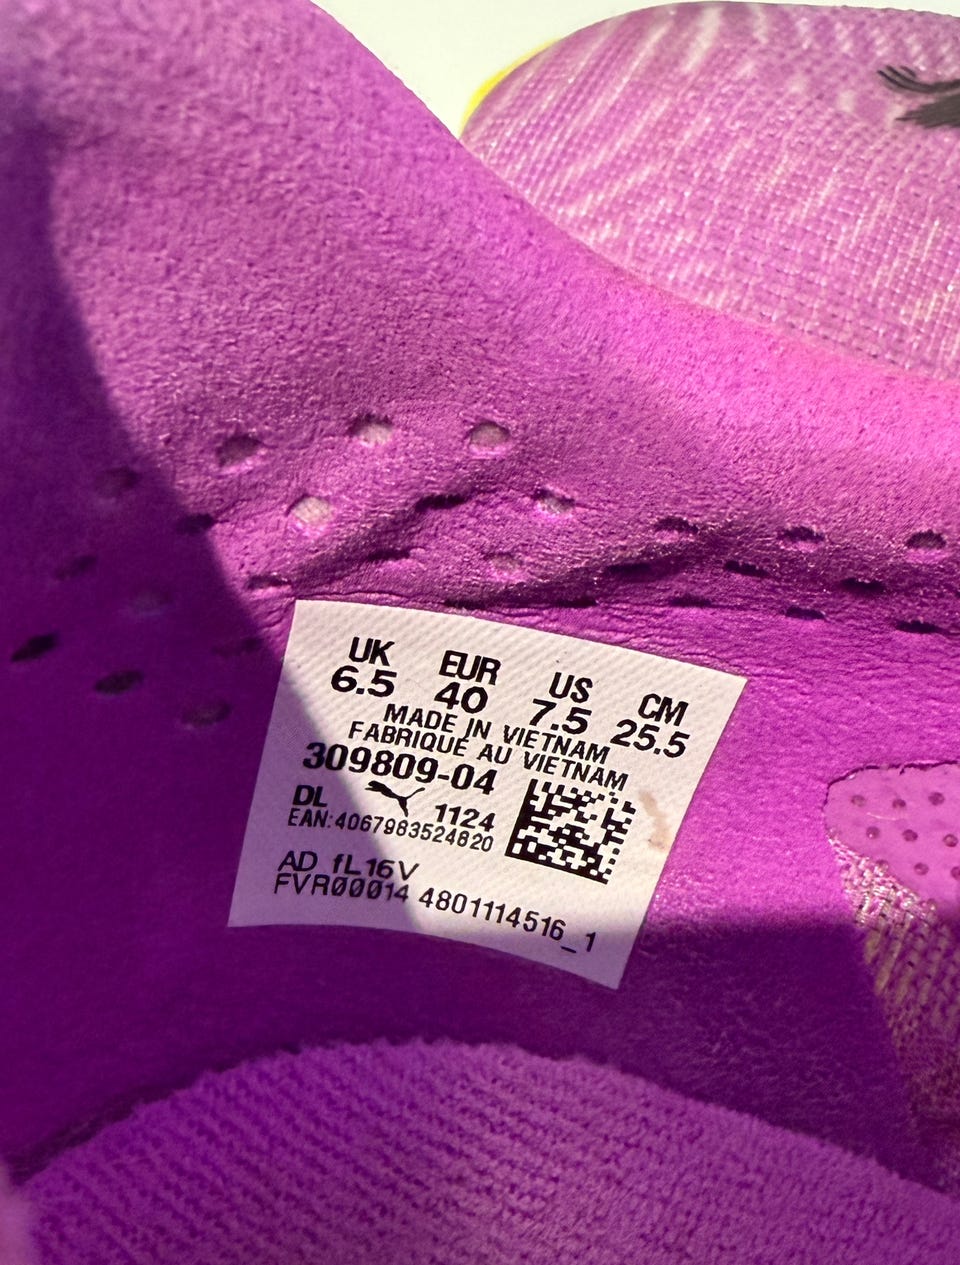 UK EUR US CM
6.5 40 7.5 25.5
MADE IN VIETNAM
FABRIQUÉ AU VIETNAM
309809-04
DL 1124
EAN:4067983524820
AD fL16V
FVR00014 4801114516_1